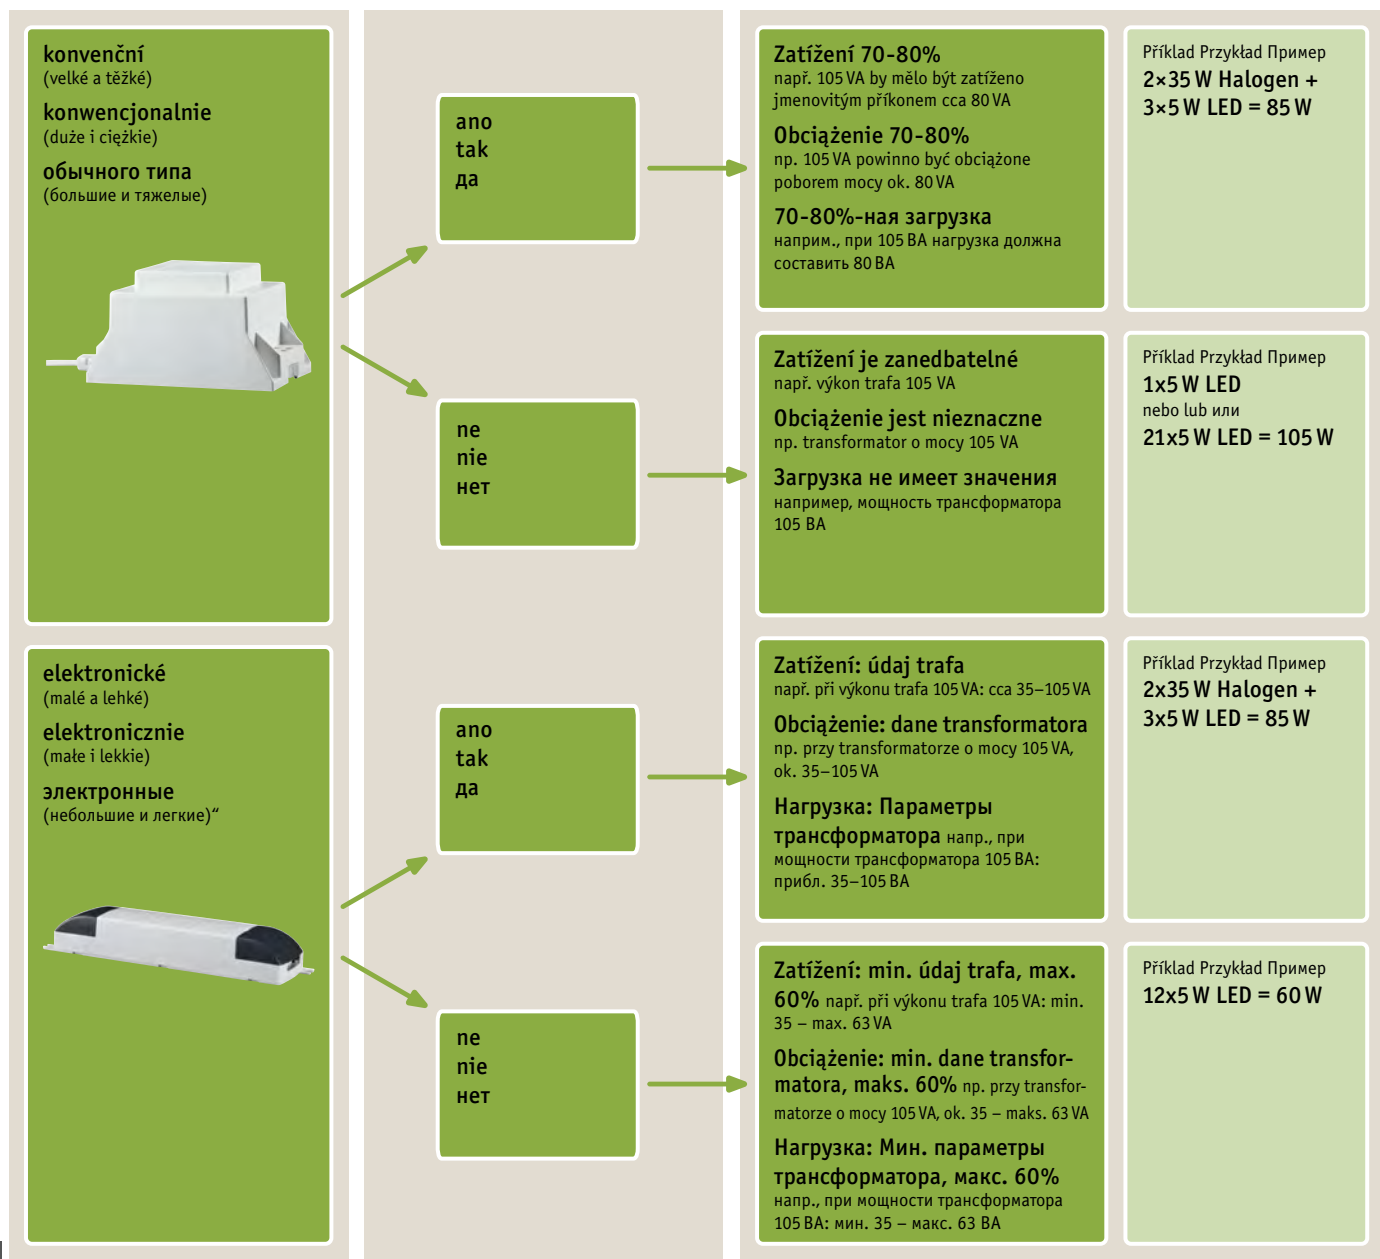 konvenční
(velké a těžké)
konwencjonalnie
(duże i ciężkie)
обычного типа
(большие и тяжелые)
ano
tak
да
Zatížení 70-80%
např. 105 VA by mělo být zatíženo
jmenovitým příkonem cca 80 VA
Obciążenie 70-80%
np. 105 VA powinno być obciążone
poborem mocy ok. 80 VA
70-80%-ная загрузка
наприм., при 105 ВА нагрузка должна
составить 80 ВА
Příklad Przykład Пример
2×35 W Halogen +
3×5 W LED = 85 W
ne
nie
нет
Zatížení je zanedbatelné
např. výkon trafa 105 VA
Obciążenie jest nieznaczne
np. transformator o mocy 105 VA
Загрузка не имеет значения
например, мощность трансформатора
105 ВА
Příklad Przykład Пример
1x5 W LED
nebo lub или
21x5 W LED = 105 W
elektronické
(malé a lehké)
elektronicznie
(małe i lekkie)
электронные
(небольшие и легкие)“
ano
tak
да
Zatížení: údaj trafa
např. při výkonu trafa 105 VA: cca 35–105 VA
Obciążenie: dane transformatora
np. przy transformatorze o mocy 105 VA,
ok. 35–105 VA
Нагрузка: Параметры
трансформатора напр., при
мощности трансформатора 105 ВА:
прибл. 35–105 ВА
Příklad Przykład Пример
2x35 W Halogen +
3x5 W LED = 85 W
ne
nie
нет
Zatížení: min. údaj trafa, max.
60% např. při výkonu trafa 105 VA: min.
35 – max. 63 VA
Obciążenie: min. dane transfor-
matora, maks. 60% np. przy transfor-
matorze o mocy 105 VA, ok. 35 – maks. 63 VA
Нагрузка: Мин. параметры
трансформатора, макс. 60%
напр., при мощности трансформатора
105 ВА: мин. 35 – макс. 63 ВА
Příklad Przykład Пример
12x5 W LED = 60 W